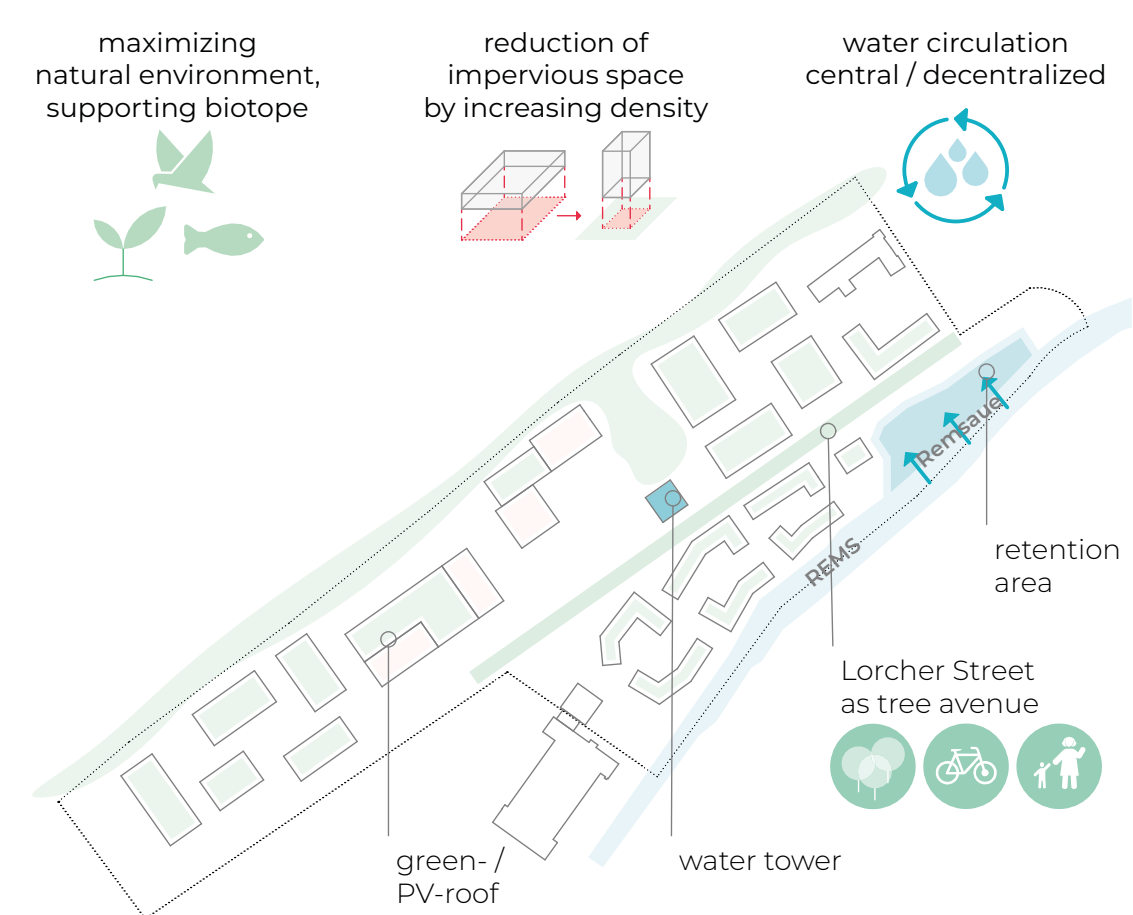 maximizing
natural environment,
supporting biotope
reduction of
impervious space
by increasing density
water circulation
central / decentralized
Remsaue
REMS
retention
area
Lorcher Street
as tree avenue
green- /
PV-roof
water tower